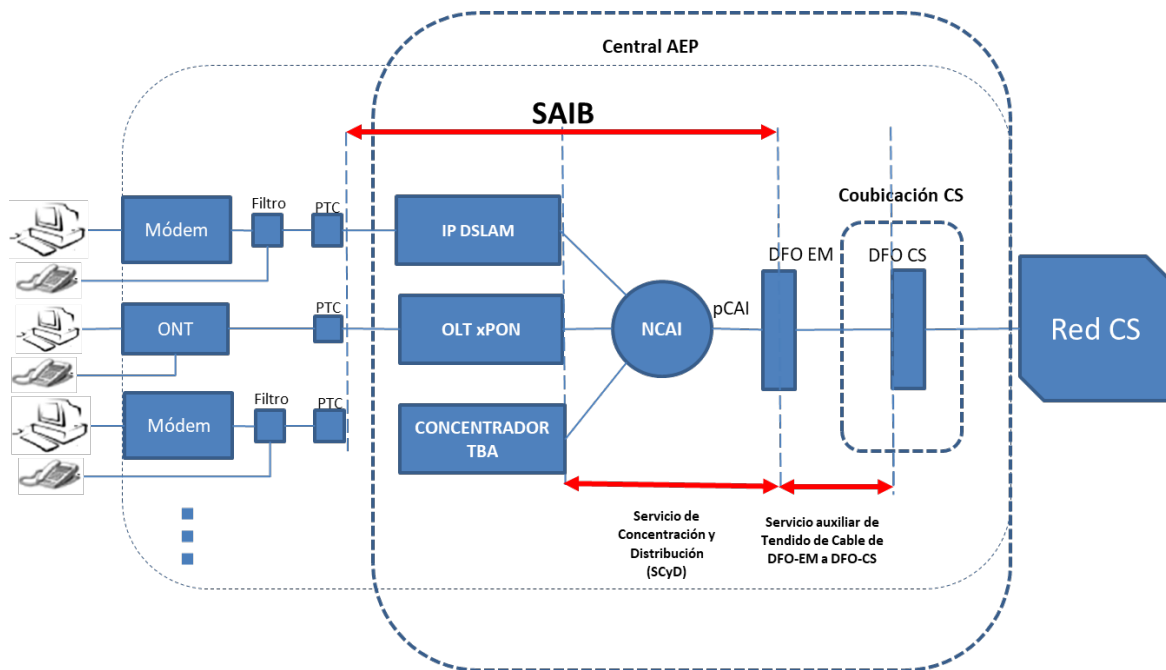 Central AEP
SAIB
Coubicación CS
Filtro
PTC
Módem
IP DSLAM
DFO EM
DFO CS
PTC
pCAI
ONT
OLT xPON
NCAI
Red CS
Filtro
PTC
Módem
CONCENTRADOR
TBA
Servicio de
Concentración y
Distribución
(SCyD)
Servicio auxiliar de
Tendido de Cable de
DFO-EM a DFO-CS